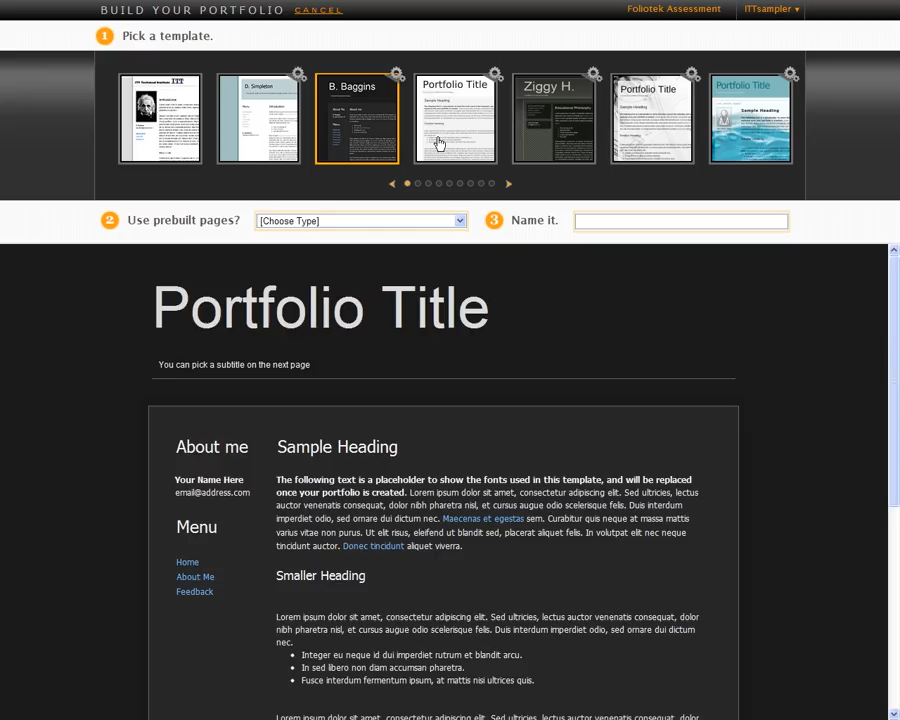 BUILD YOUR PORTFOLIO CANCEL Foliotek Assessment ITTsampler
1 Pick a template.
ITT
D. Simpleton
B. Baggins
Portfolio Title
Ziggy H.
Portfolio Title
Portfolio Title
Sample Heading
2 Use prebuilt pages? [Choose Type] 3 Name it.
Portfolio Title
You can pick a subtitle on the next page
About me
Your Name Here
email@address.com
Menu
Home
About Me
Feedback
Sample Heading
The following text is a placeholder to show the fonts used in this template, and will be replaced
once your portfolio is created. Lorem ipsum dolor sit amet, consectetur adipiscing elit. Sed ultricies, lectus
auctor venenatis consequat, dolor nibh pharetra nisl, et cursus augue dolor scelerisque felis. Duis
imperdiet odio, sed ornare dui dictum nec. Maecenas et egestas sem. Curabitur quis neque at massa mattis
varius vitae non purus. Ut elit risus, eleifend ut blandit sed, placerat aliquet felis. In volutpat elit nec neque
tincidunt auctor. Donec tincidunt aliquet viverra.
Smaller Heading
Lorem ipsum dolor sit amet, consectetur adipiscing elit. Sed ultricies, lectus auctor venenatis consequat, dolor
nibh pharetra nisl, et cursus augue dolor scelerisque felis. Duis interdum imperdiet odio, sed ornare dui dictum
nec.
Integer eu neque id dui imperdiet rutrum et blandit arcu.
In sed libero non diam accumsan pharetra.
Fusce interdum fermentum ipsum, at mattis nisi ultrices quis.